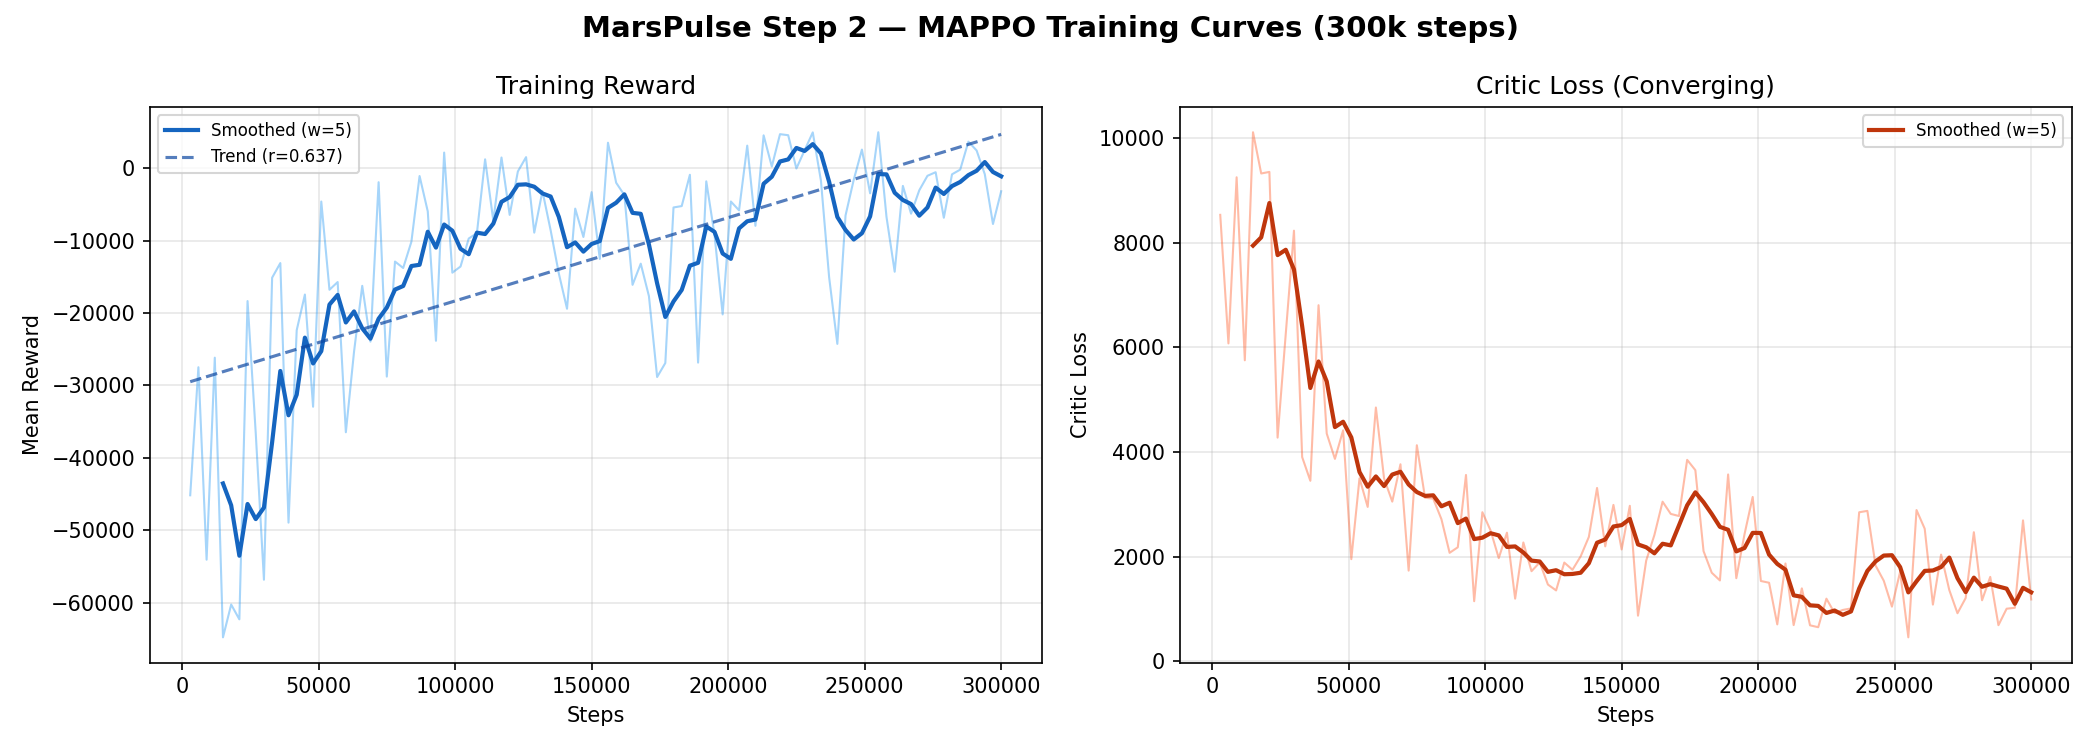 MarsPulse Step 2 — MAPPO Training Curves (300k steps)
Training Reward
Smoothed (w=5)
Trend (r=0.637)
0
−10000
−20000
−30000
−40000
−50000
−60000
Mean Reward
0
50000
100000
150000
200000
250000
300000
Steps
Critic Loss (Converging)
Smoothed (w=5)
10000
8000
6000
4000
2000
0
Critic Loss
0
50000
100000
150000
200000
250000
300000
Steps